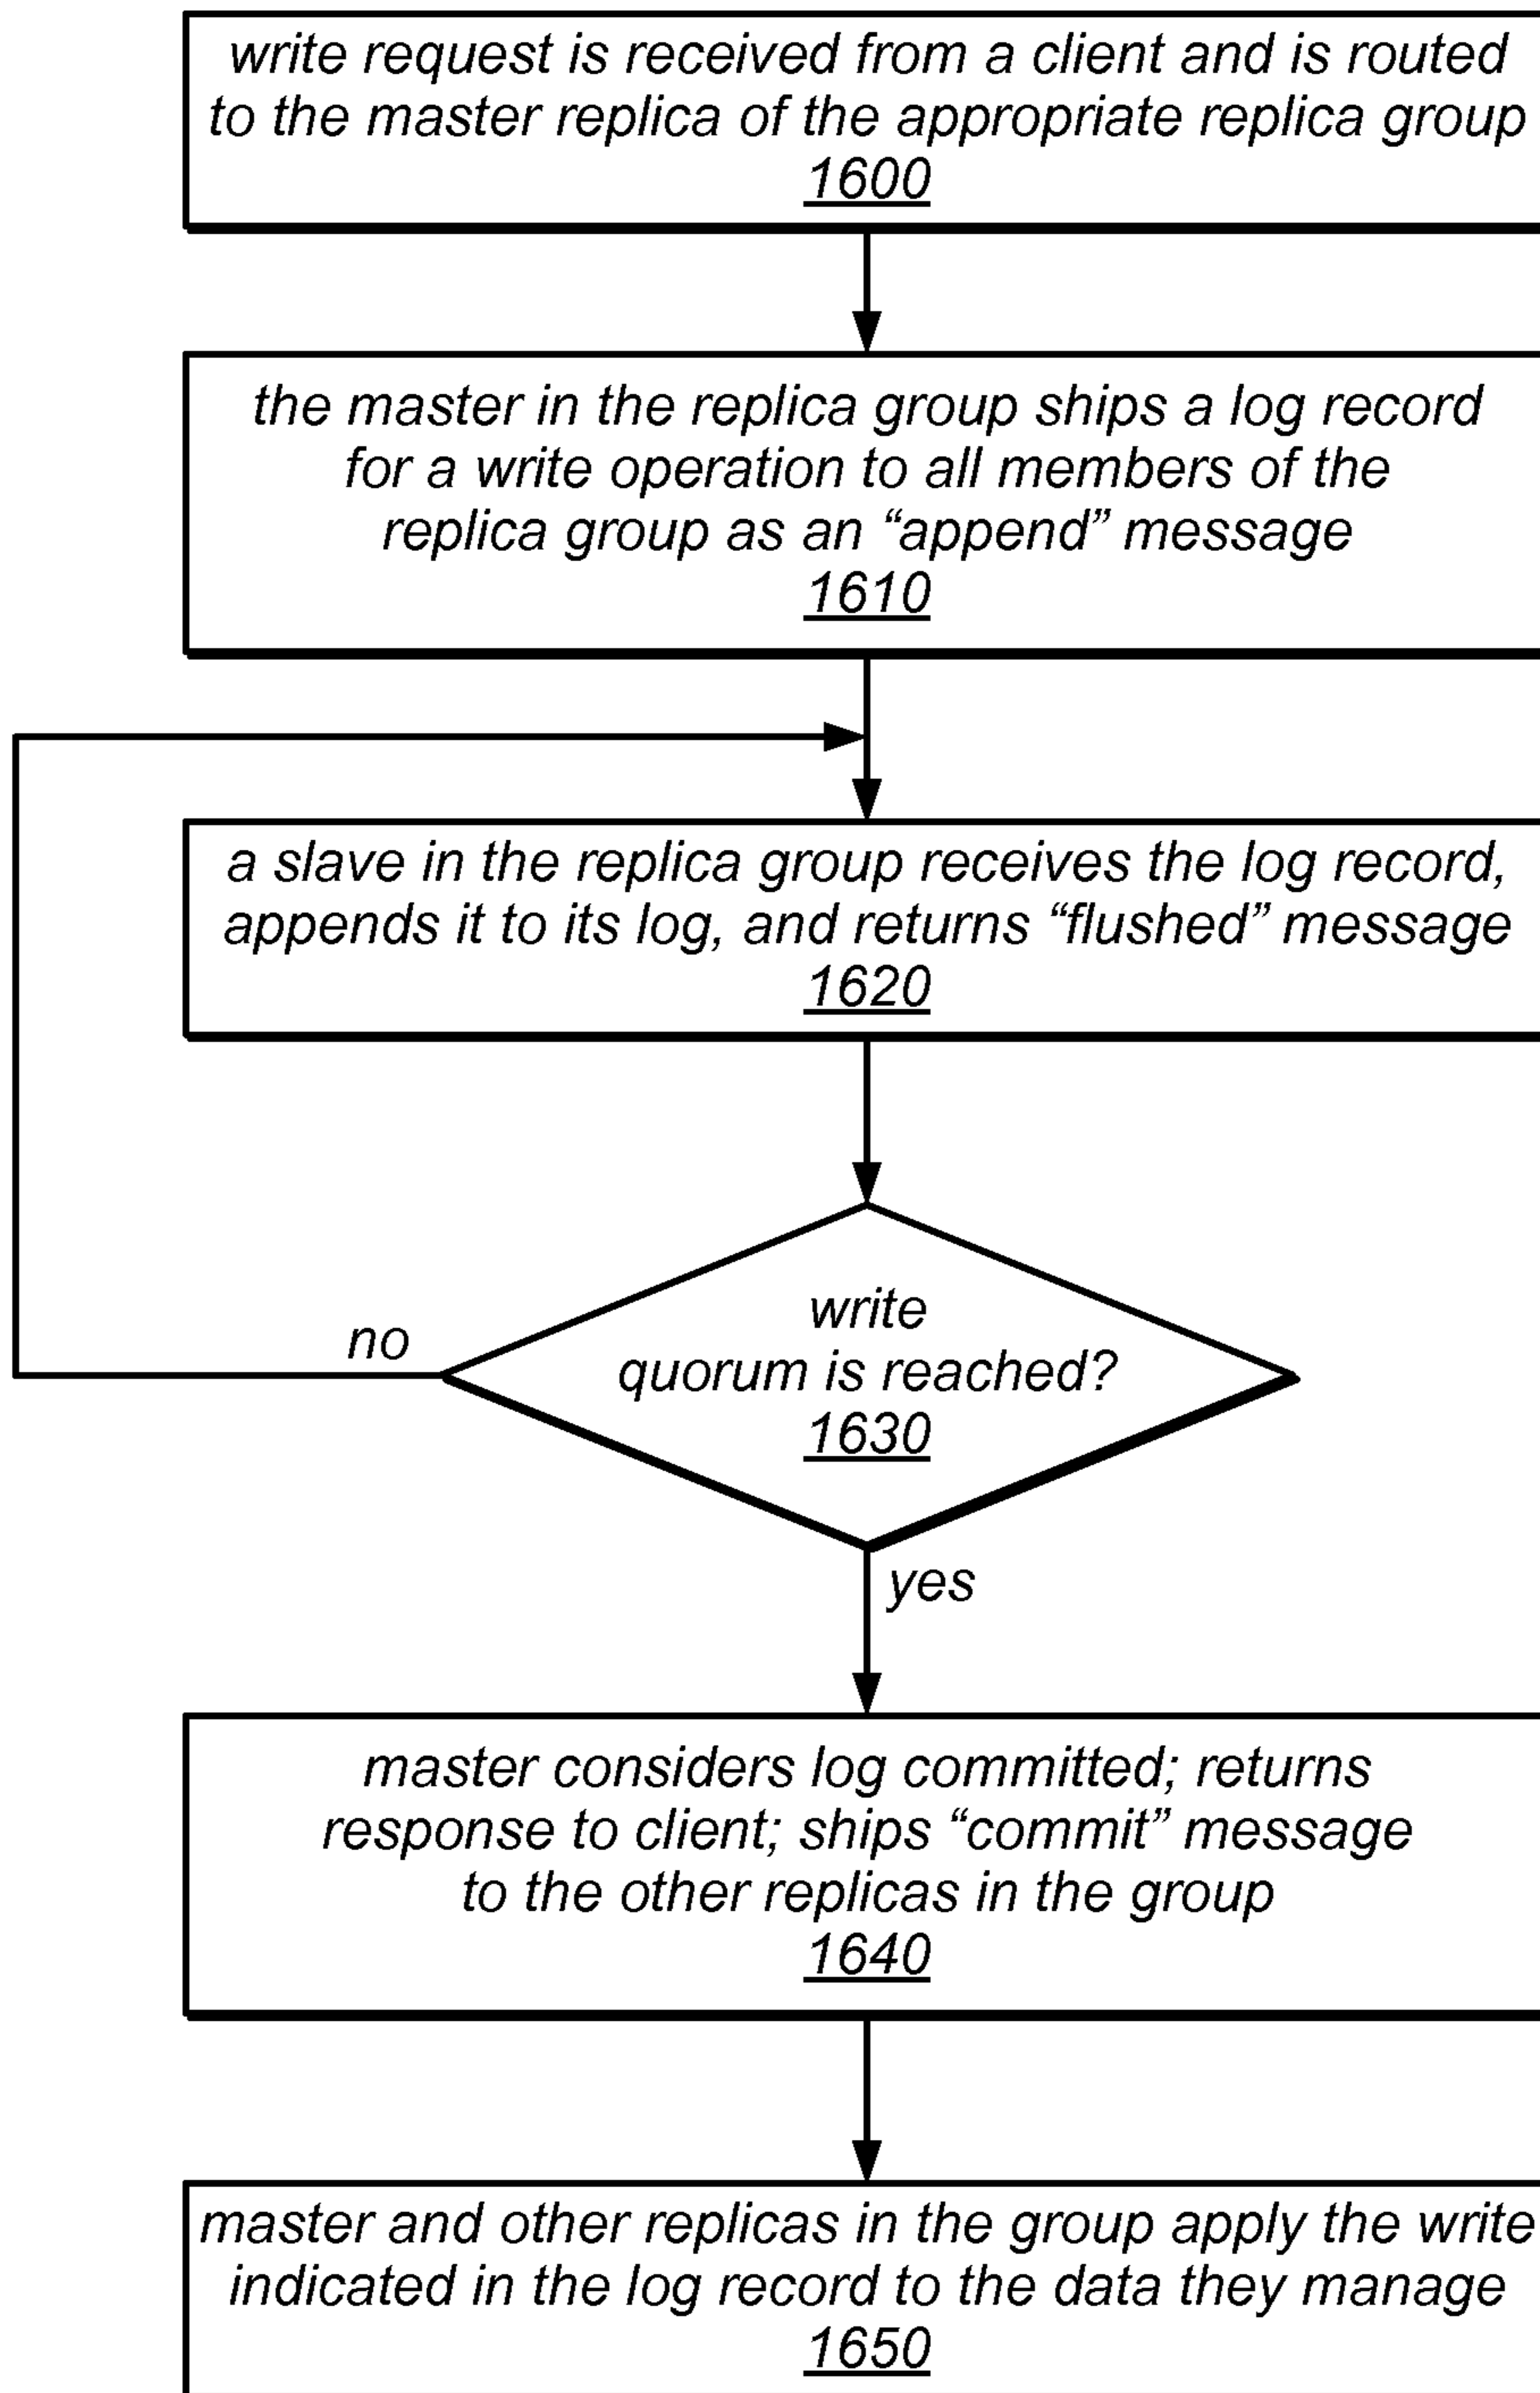 write request is received from a client and is routed
to the master replica of the appropriate replica group
1600
the master in the replica group ships a log record
for a write operation to all members of the
replica group as an “append” message
1610
a slave in the replica group receives the log record,
appends it to its log, and returns “flushed” message
1620
write
quorum is reached?
1630
no
yes
master considers log committed; returns
response to client; ships “commit” message
to the other replicas in the group
1640
master and other replicas in the group apply the write
indicated in the log record to the data they manage
1650